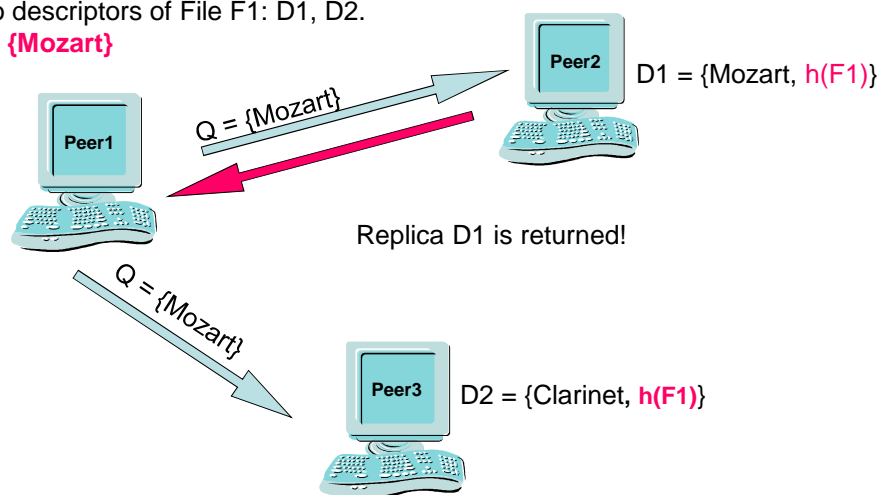 descriptors of File F1: D1, D2.
{Mozart}
Peer2
D1 = {Mozart, h(F1)}
Q = {Mozart}
Peer1
Replica D1 is returned!
Q = {Mozart}
Peer3
D2 = {Clarinet, h(F1)}